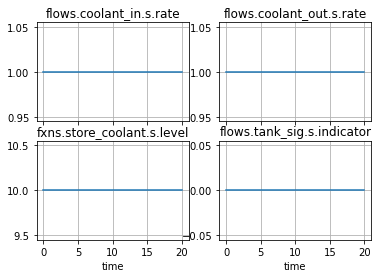 flows.coolant_in.s.rate
flows.coolant_out.s.rate
1.05
1.00
0.95
1.05
1.00
0.95
fxns.store_coolant.s.level
flows.tank_sig.s.indicator
10.5
10.0
9.5
0.05
0.00
−0.05
0 5 10 15 20
0 5 10 15 20
time
time